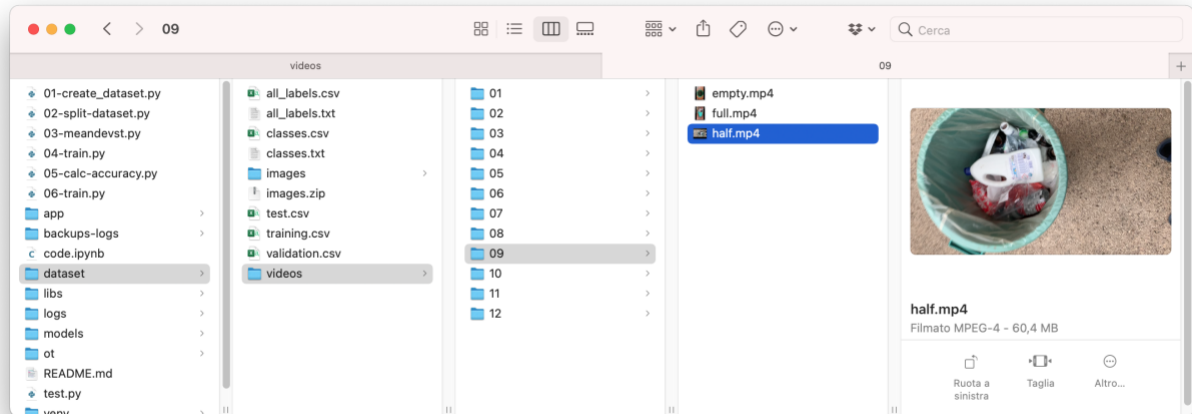 09
Cerca
videos
09
01-create_dataset.py
02-split-dataset.py
03-meandevst.py
04-train.py
05-calc-accuracy.py
06-train.py
app
backups-logs
code.ipynb
dataset
libs
logs
models
ot
README.md
test.py
venv
all_labels.csv
all_labels.txt
classes.csv
classes.txt
images
images.zip
test.csv
training.csv
validation.csv
videos
01
02
03
04
05
06
07
08
09
10
11
12
empty.mp4
full.mp4
half.mp4
half.mp4
Filmato MPEG-4 - 60,4 MB
Ruota a
sinistra
Taglia
Altro...